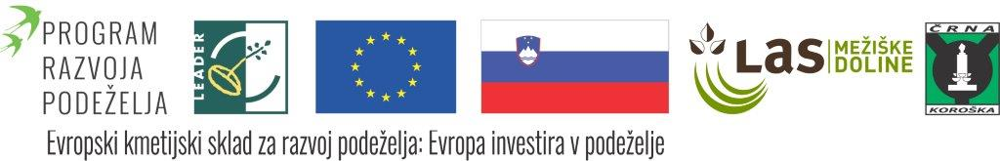 PROGRAM
RAZVOJA
PODEŽELJA
LEADER
LAS
MEŽIŠKE
DOLINE
ČRNA
KOROŠKA
Evropski kmetijski sklad za razvoj podeželja: Evropa investira v podeželje